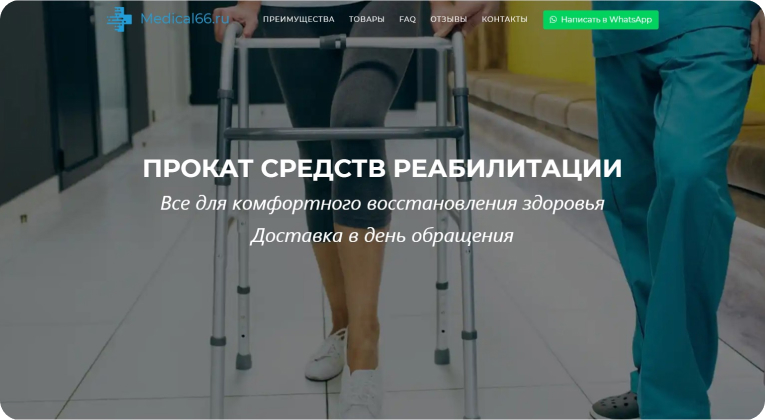 Medical66.ru
ПРЕИМУЩЕСТВА ТОВАРЫ FAQ ОТЗЫВЫ КОНТАКТЫ Написать в WhatsApp
ПРОКАТ СРЕДСТВ РЕАБИЛИТАЦИИ
Все для комфортного восстановления здоровья
Доставка в день обращения